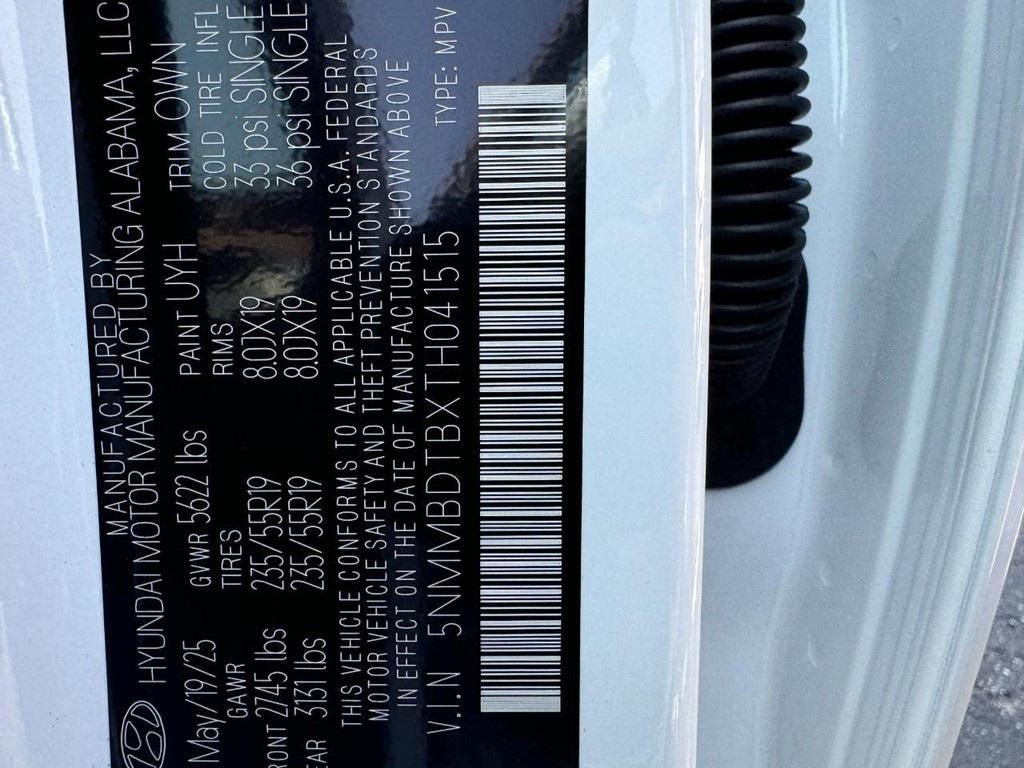 MANUFACTURED BY
HYUNDAI MOTOR MANUFACTURING ALABAMA, LLC
May/19/25 GVWR 5622 lbs PAINT UYH TRIM OWN
GAWR TIRES RIMS COLD TIRE INFL
RONT 2745 lbs 235/55R19 8.0JX19 33 psi SINGLE
EAR 3131 lbs 235/55R19 8.0JX19 36 psi SINGLE
THIS VEHICLE CONFORMS TO ALL APPLICABLE U.S.A. FEDERAL
MOTOR VEHICLE SAFETY AND THEFT PREVENTION STANDARDS
IN EFFECT ON THE DATE OF MANUFACTURE SHOWN ABOVE
V.I.N 5NMMBDTBXTH041515 TYPE: MPV